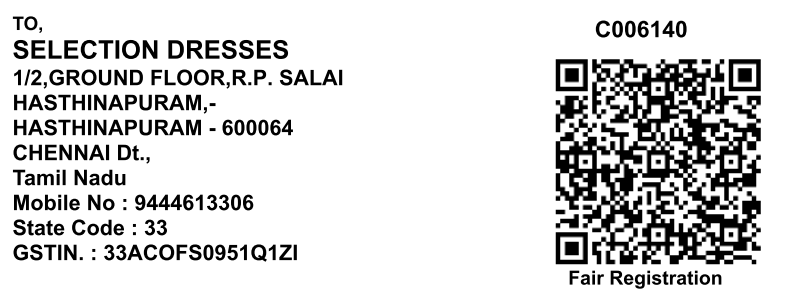 TO,
SELECTION DRESSES
1/2,GROUND FLOOR,R.P. SALAI
HASTHINAPURAM,-
HASTHINAPURAM - 600064
CHENNAI Dt.,
Tamil Nadu
Mobile No : 9444613306
State Code : 33
GSTIN. : 33ACOFS0951Q1ZI
C006140
Fair Registration